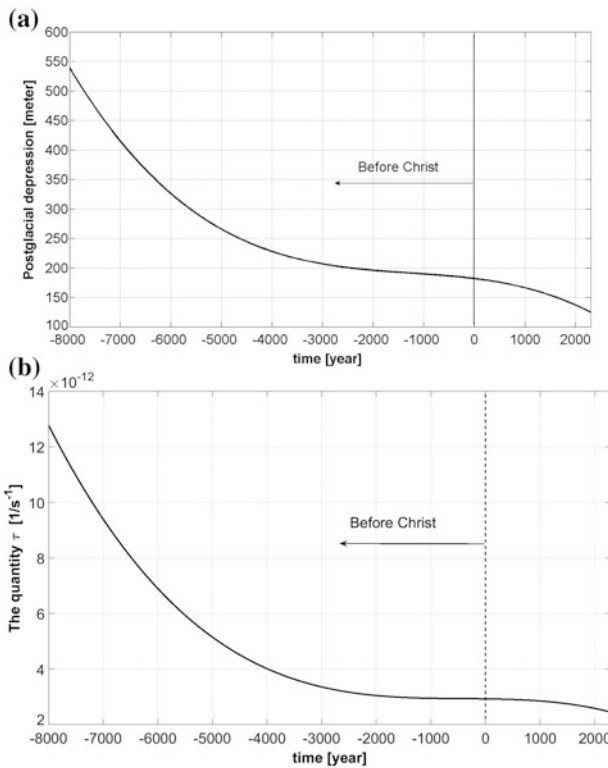 (a)
600
550
500
450
400
350
300
250
200
150
100
Postglacial depression [meter]
Before Christ
-8000 -7000 -6000 -5000 -4000 -3000 -2000 -1000 0 1000 2000
time [year]
(b)
×10⁻¹²
14
12
10
8
6
4
2
The quantity τ [1/s⁻¹]
Before Christ
-8000 -7000 -6000 -5000 -4000 -3000 -2000 -1000 0 1000 2000
time [year]